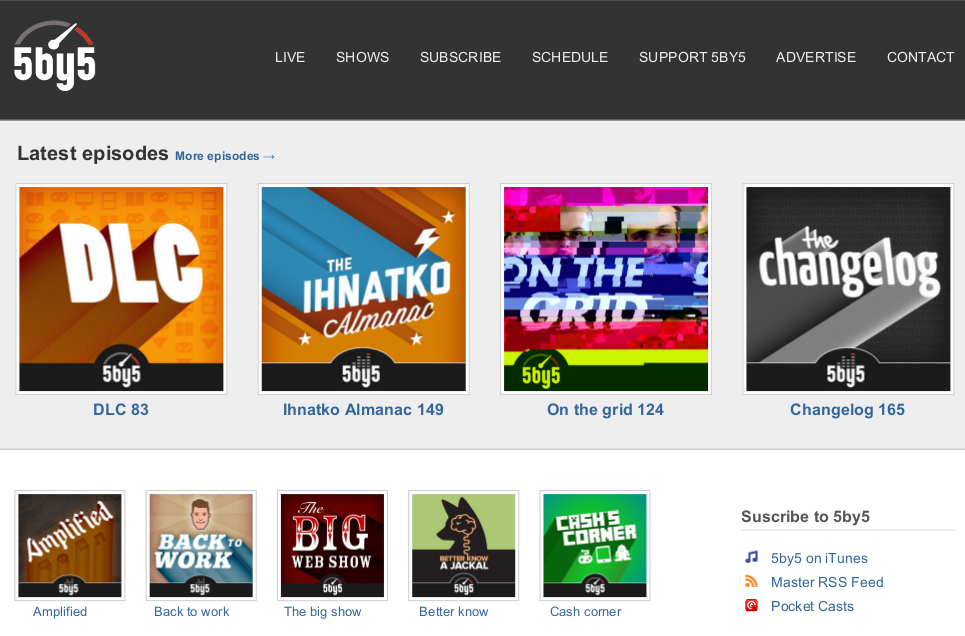 5by5
LIVE SHOWS SUBSCRIBE SCHEDULE SUPPORT 5BY5 ADVERTISE CONTACT
Latest episodes More episodes →
DLC
5by5
THE
IHNATKO
Almanac
5by5
ON THE
GRID
5by5
the
changelog
5by5
DLC 83
Ihnatko Almanac 149
On the grid 124
Changelog 165
Amplified
5by5
BACK TO
WORK
5by5
The
BIG
WEB SHOW
5by5
BETTER KNOW
A JACKAL
5by5
CASH'S
CORNER
5by5
Amplified
Back to work
The big show
Better know
Cash corner
Suscribe to 5by5
5by5 on iTunes
Master RSS Feed
Pocket Casts